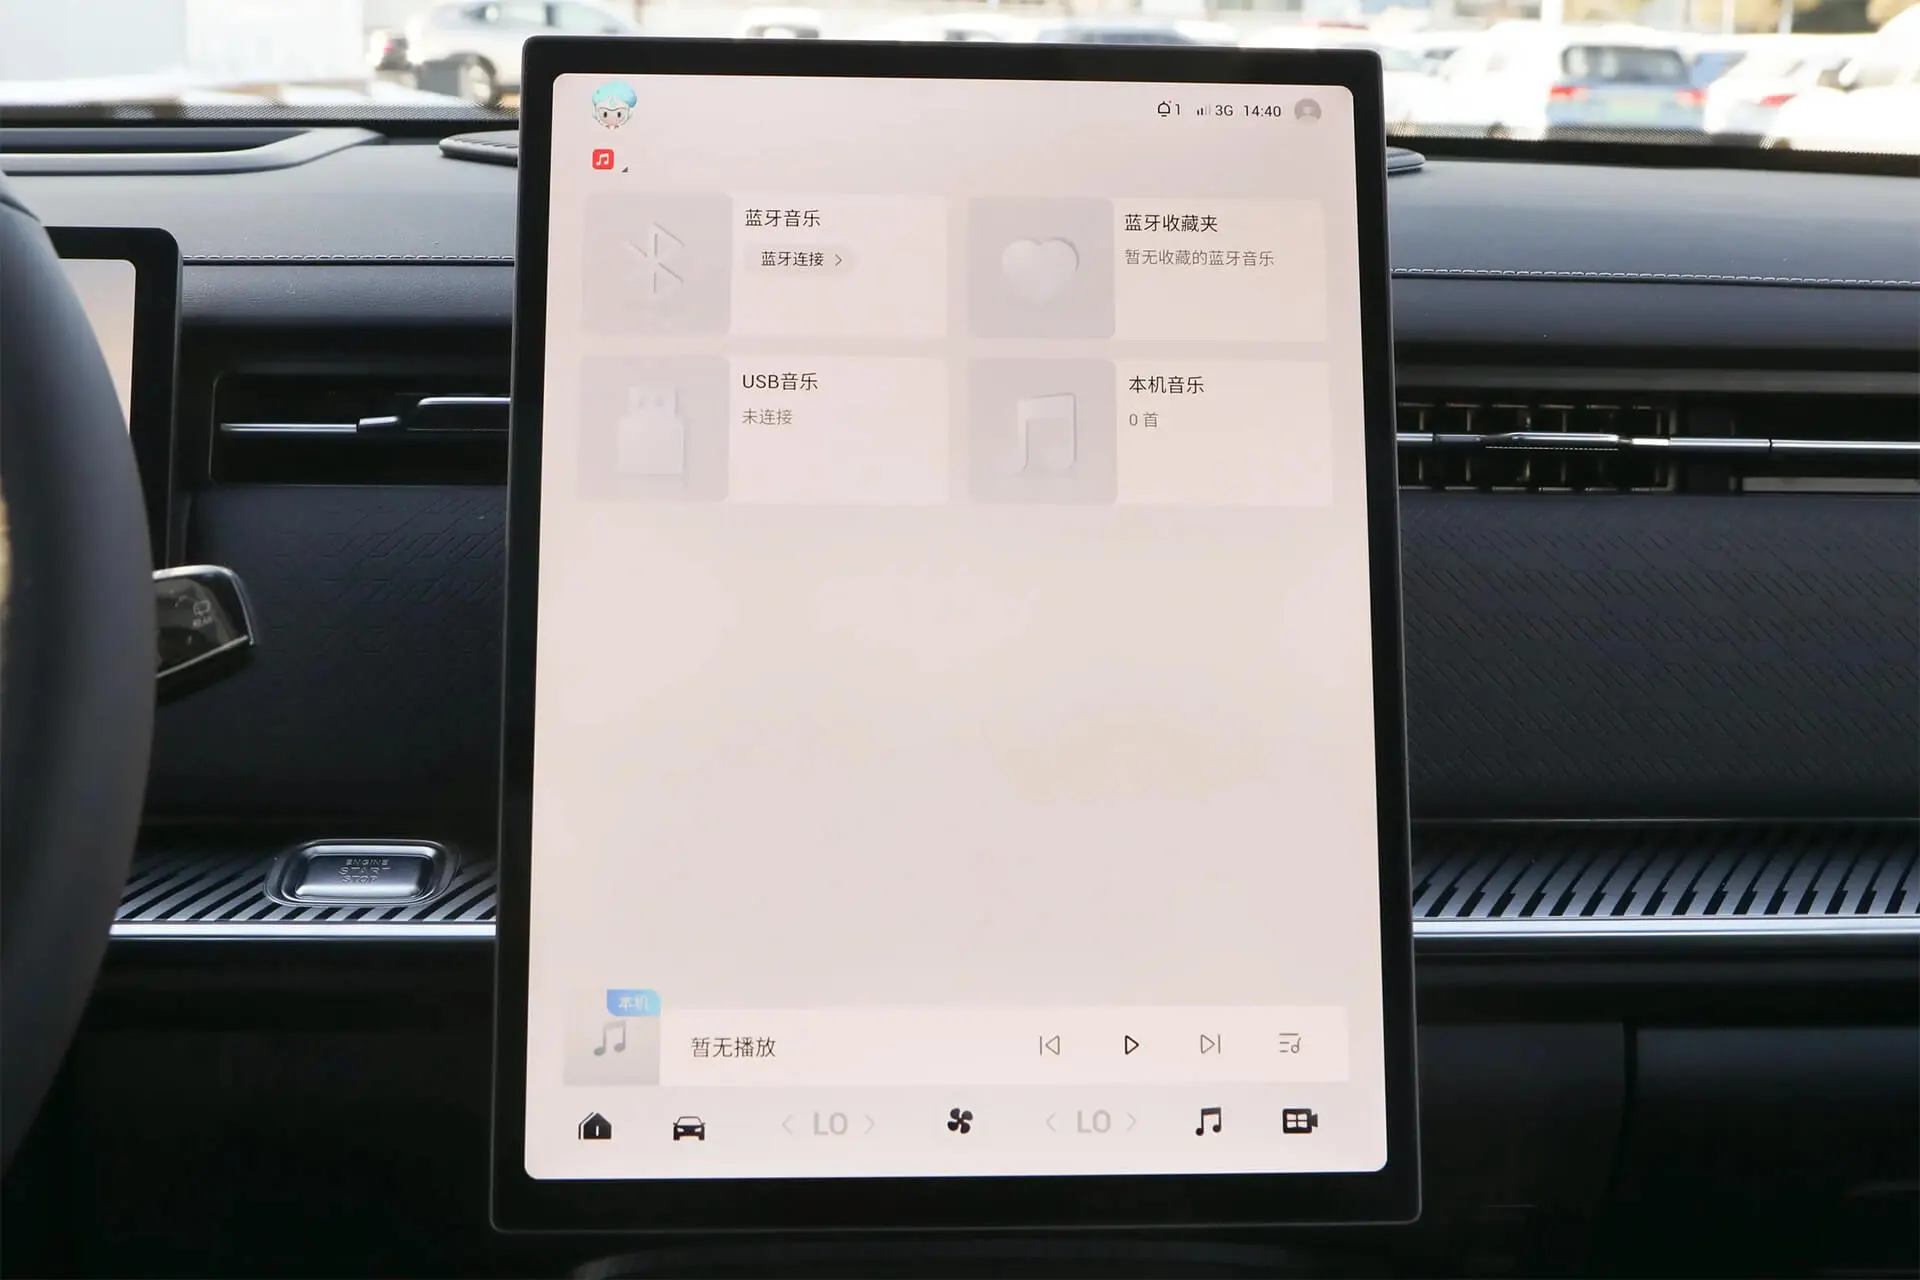 1 3G 14:40
蓝牙音乐
蓝牙连接 >
蓝牙收藏夹
暂无收藏的蓝牙音乐
USB音乐
未连接
本机音乐
0 首
ENGINE
START
STOP
本机
暂无播放
< LO >
< LO >